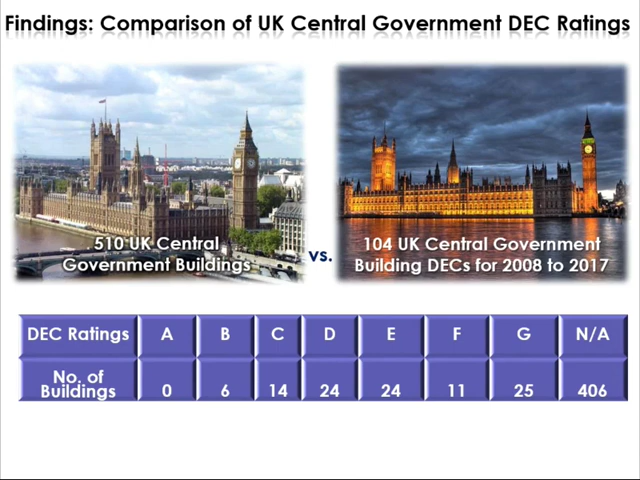 Findings: Comparison of UK Central Government DEC Ratings
510 UK Central
Government Buildings
vs.
104 UK Central Government
Building DECs for 2008 to 2017
DEC Ratings A B C D E F G N/A
No. of
Buildings 0 6 14 24 24 11 25 406